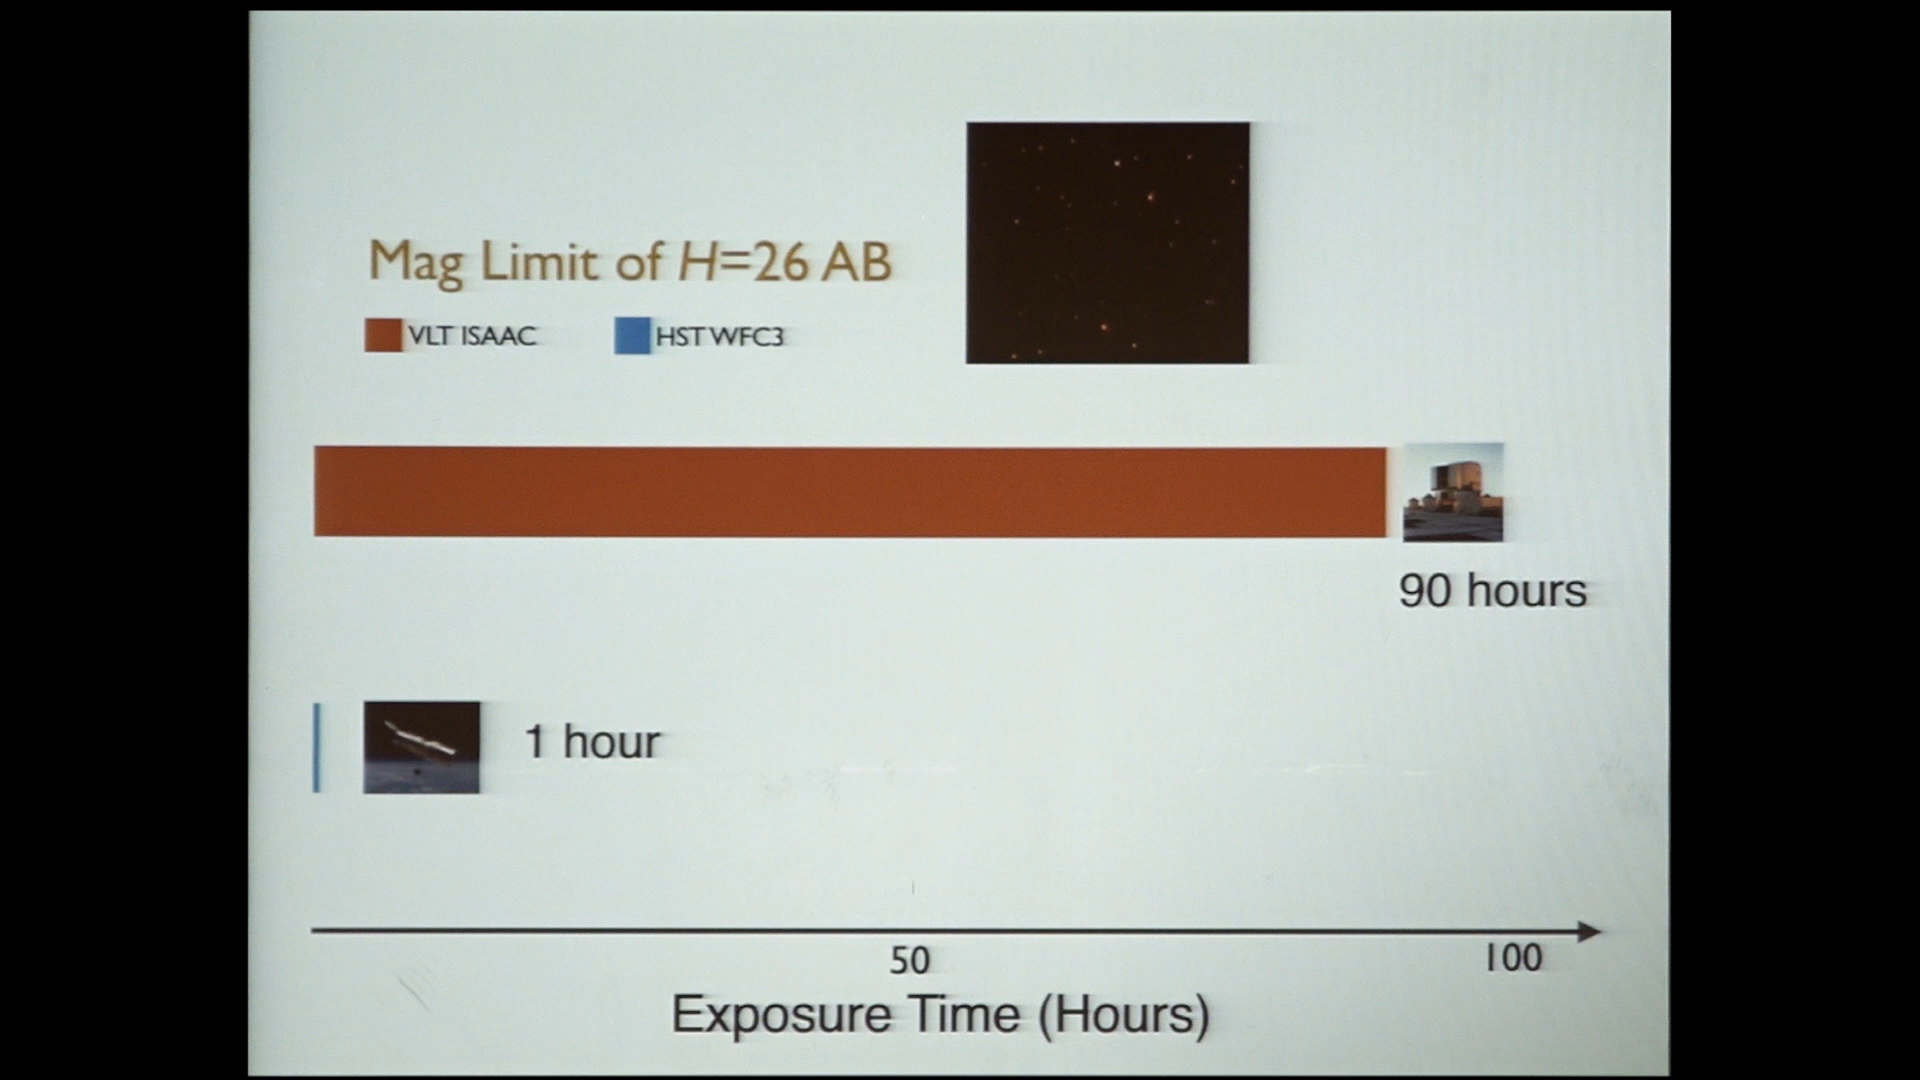 Mag Limit of H=26 AB
VLT ISAAC HST WFC3
90 hours
1 hour
50 100
Exposure Time (Hours)